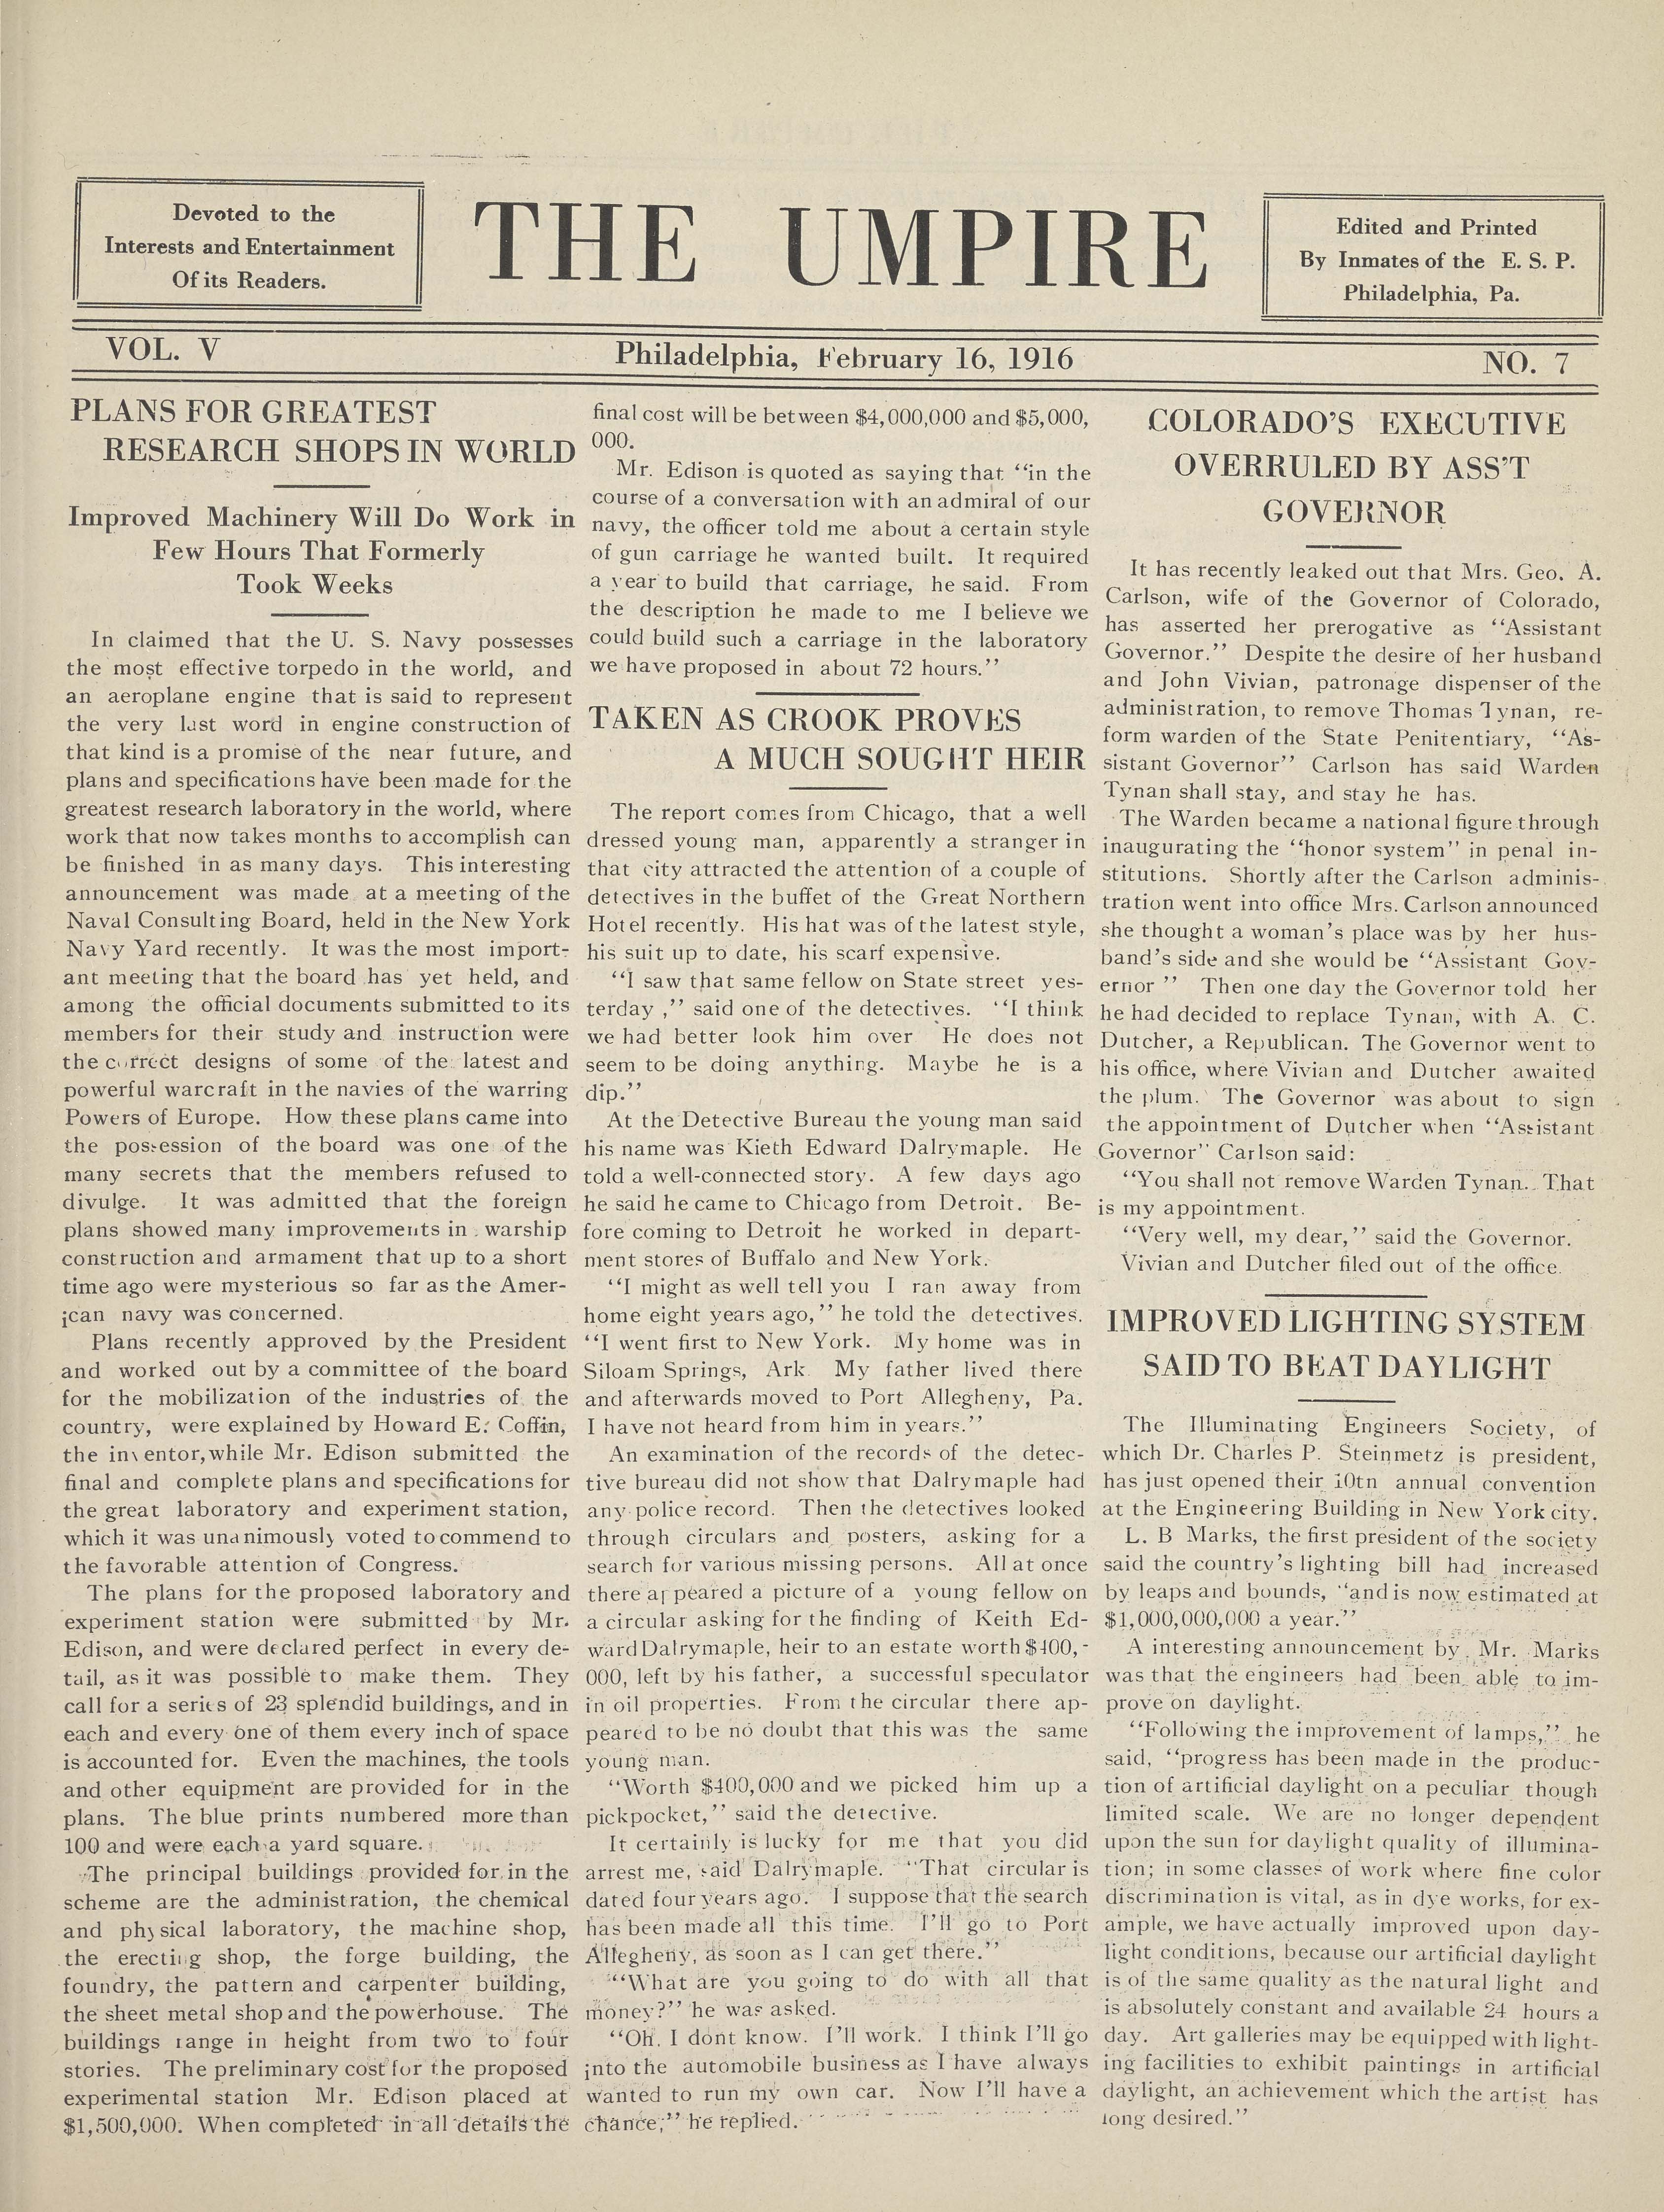 Devoted to the
Interests and Entertainment
Of its Readers.
THE UMPIRE
Edited and Printed
By Inmates of the E. S. P.
Philadelphia, Pa.
VOL. V
Philadelphia, February 16, 1916
NO. 7
PLANS FOR GREATEST
RESEARCH SHOPS IN WORLD
Improved Machinery Will Do Work in
Few Hours That Formerly
Took Weeks
In claimed that the U. S. Navy possesses
the most effective torpedo in the world, and
an aeroplane engine that is said to represent
the very last word in engine construction of
that kind is a promise of the near future, and
plans and specifications have been made for the
greatest research laboratory in the world, where
work that now takes months to accomplish can
be finished in as many days. This interesting
announcement was made at a meeting of the
Naval Consulting Board, held in the New York
Navy Yard recently. It was the most import-
ant meeting that the board has yet held, and
among the official documents submitted to its
members for their study and instruction were
the correct designs of some of the latest and
powerful warcraft in the navies of the warring
Powers of Europe. How these plans came into
the possession of the board was one of the
many secrets that the members refused to
divulge. It was admitted that the foreign
plans showed many improvements in warship
construction and armament that up to a short
time ago were mysterious so far as the Amer-
ican navy was concerned.
Plans recently approved by the President
and worked out by a committee of the board
for the mobilization of the industries of the
country, were explained by Howard E. Coffin,
the inventor, while Mr. Edison submitted the
final and complete plans and specifications for
the great laboratory and experiment station,
which it was unanimously voted to commend to
the favorable attention of Congress.
The plans for the proposed laboratory and
experiment station were submitted by Mr.
Edison, and were declared perfect in every de-
tail, as it was possible to make them. They
call for a series of 23 splendid buildings, and in
each and every one of them every inch of space
is accounted for. Even the machines, the tools
and other equipment are provided for in the
plans. The blue prints numbered more than
100 and were each a yard square.
The principal buildings provided for in the
scheme are the administration, the chemical
and physical laboratory, the machine shop,
the erecting shop, the forge building, the
foundry, the pattern and carpenter building,
the sheet metal shop and the powerhouse. The
buildings range in height from two to four
stories. The preliminary cost for the proposed
experimental station Mr. Edison placed at
$1,500,000. When completed in all details the
final cost will be between $4,000,000 and $5,000,
000.
Mr. Edison is quoted as saying that "in the
course of a conversation with an admiral of our
navy, the officer told me about a certain style
of gun carriage he wanted built. It required
a year to build that carriage, he said. From
the description he made to me I believe we
could build such a carriage in the laboratory
we have proposed in about 72 hours."
TAKEN AS CROOK PROVES
A MUCH SOUGHT HEIR
The report comes from Chicago, that a well
dressed young man, apparently a stranger in
that city attracted the attention of a couple of
detectives in the buffet of the Great Northern
Hotel recently. His hat was of the latest style,
his suit up to date, his scarf expensive.
"I saw that same fellow on State street yes-
terday ," said one of the detectives. "I think
we had better look him over He does not
seem to be doing anything. Maybe he is a
dip."
At the Detective Bureau the young man said
his name was Kieth Edward Dalrymaple. He
told a well-connected story. A few days ago
he said he came to Chicago from Detroit. Be-
fore coming to Detroit he worked in depart-
ment stores of Buffalo and New York.
"I might as well tell you I ran away from
home eight years ago," he told the detectives.
"I went first to New York. My home was in
Siloam Springs, Ark. My father lived there
and afterwards moved to Port Allegheny, Pa.
I have not heard from him in years."
An examination of the records of the detec-
tive bureau did not show that Dalrymaple had
any police record. Then the detectives looked
through circulars and posters, asking for a
search for various missing persons. All at once
there appeared a picture of a young fellow on
a circular asking for the finding of Keith Ed-
ward Dalrymaple, heir to an estate worth $400,-
000, left by his father, a successful speculator
in oil properties. From the circular there ap-
peared to be no doubt that this was the same
young man.
"Worth $400,000 and we picked him up a
pickpocket," said the detective.
It certainly is lucky for me that you did
arrest me, said Dalrymaple. "That circular is
dated four years ago. I suppose that the search
has been made all this time. I'll go to Port
Allegheny, as soon as I can get there."
"What are you going to do with all that
money?" he was asked.
"Oh, I dont know. I'll work. I think I'll go
into the automobile business as I have always
wanted to run my own car. Now I'll have a
chance," he replied.
COLORADO'S EXECUTIVE
OVERRULED BY ASS'T
GOVERNOR
It has recently leaked out that Mrs. Geo. A.
Carlson, wife of the Governor of Colorado,
has asserted her prerogative as "Assistant
Governor." Despite the desire of her husband
and John Vivian, patronage dispenser of the
administration, to remove Thomas Tynan, re-
form warden of the State Penitentiary, "As-
sistant Governor" Carlson has said Warden
Tynan shall stay, and stay he has.
The Warden became a national figure through
inaugurating the "honor system" in penal in-
stitutions. Shortly after the Carlson adminis-
tration went into office Mrs. Carlson announced
she thought a woman's place was by her hus-
band's side and she would be "Assistant Gov-
ernor " Then one day the Governor told her
he had decided to replace Tynan, with A. C.
Dutcher, a Republican. The Governor went to
his office, where Vivian and Dutcher awaited
the plum. The Governor was about to sign
the appointment of Dutcher when "Assistant
Governor" Carlson said:
"You shall not remove Warden Tynan. That
is my appointment.
"Very well, my dear," said the Governor.
Vivian and Dutcher filed out of the office.
IMPROVED LIGHTING SYSTEM
SAID TO BEAT DAYLIGHT
The Illuminating Engineers Society, of
which Dr. Charles P. Steinmetz is president,
has just opened their 10tn annual convention
at the Engineering Building in New York city.
L. B Marks, the first president of the society
said the country's lighting bill had increased
by leaps and bounds, "and is now estimated at
$1,000,000,000 a year."
A interesting announcement by Mr. Marks
was that the engineers had been able to im-
prove on daylight.
"Following the improvement of lamps," he
said, "progress has been made in the produc-
tion of artificial daylight on a peculiar though
limited scale. We are no longer dependent
upon the sun for daylight quality of illumina-
tion; in some classes of work where fine color
discrimination is vital, as in dye works, for ex-
ample, we have actually improved upon day-
light conditions, because our artificial daylight
is of the same quality as the natural light and
is absolutely constant and available 24 hours a
day. Art galleries may be equipped with light-
ing facilities to exhibit paintings in artificial
daylight, an achievement which the artist has
long desired."